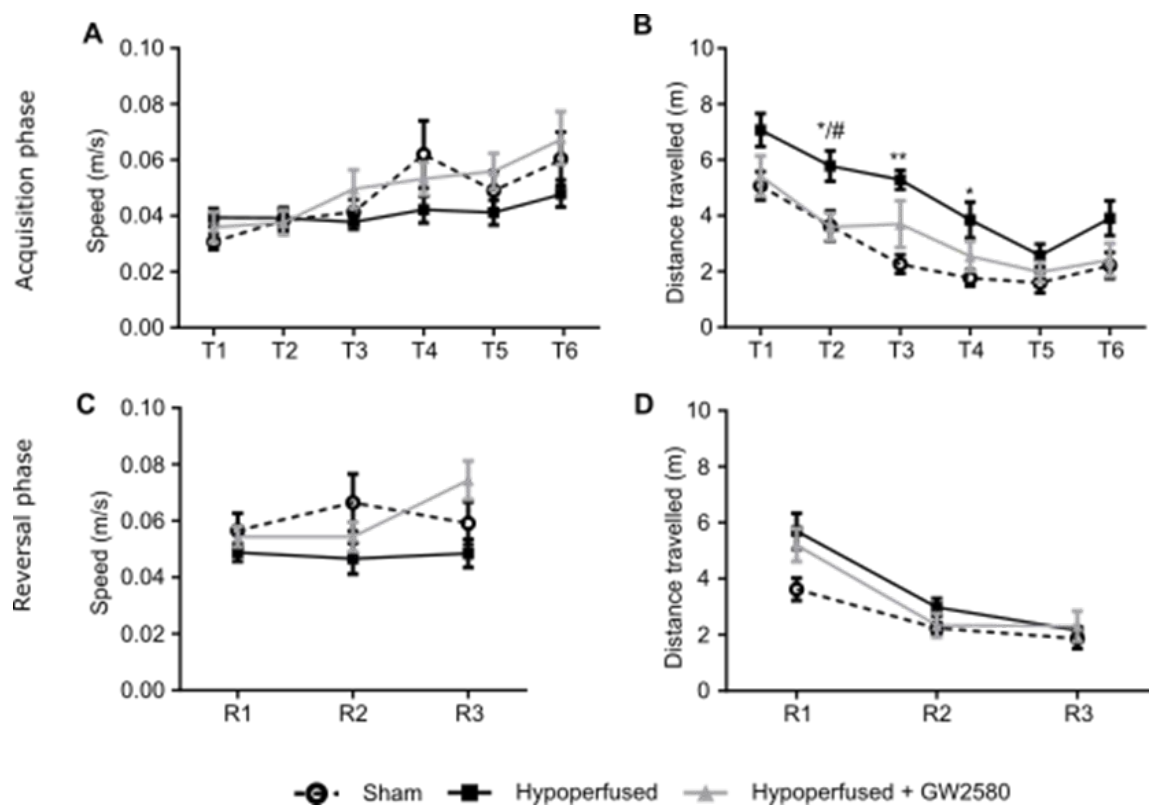 Acquisition phase
A
Speed (m/s)
0.10
0.08
0.06
0.04
0.02
0.00
T1 T2 T3 T4 T5 T6
B
Distance travelled (m)
10
8
6
4
2
0
*/#
**
*
T1 T2 T3 T4 T5 T6
Reversal phase
C
Speed (m/s)
0.10
0.08
0.06
0.04
0.02
0.00
R1 R2 R3
D
Distance travelled (m)
10
8
6
4
2
0
R1 R2 R3
Sham Hypoperfused Hypoperfused + GW2580